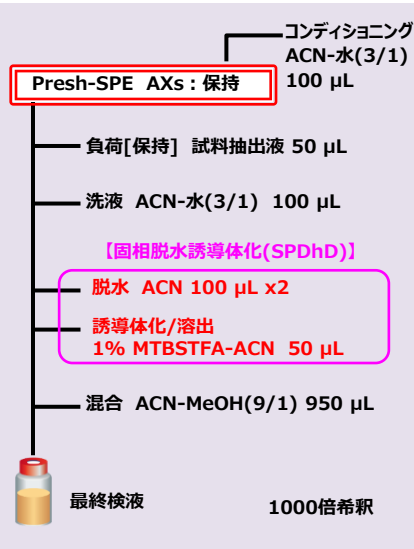 コンディショニング
ACN-水(3/1)
100 µL
Presh-SPE AXs：保持
負荷[保持] 試料抽出液 50 µL
洗液 ACN-水(3/1) 100 µL
【固相脱水誘導体化(SPDhD)】
脱水 ACN 100 µL x2
誘導体化/溶出
1% MTBSTFA-ACN 50 µL
混合 ACN-MeOH(9/1) 950 µL
最終検液
1000倍希釈